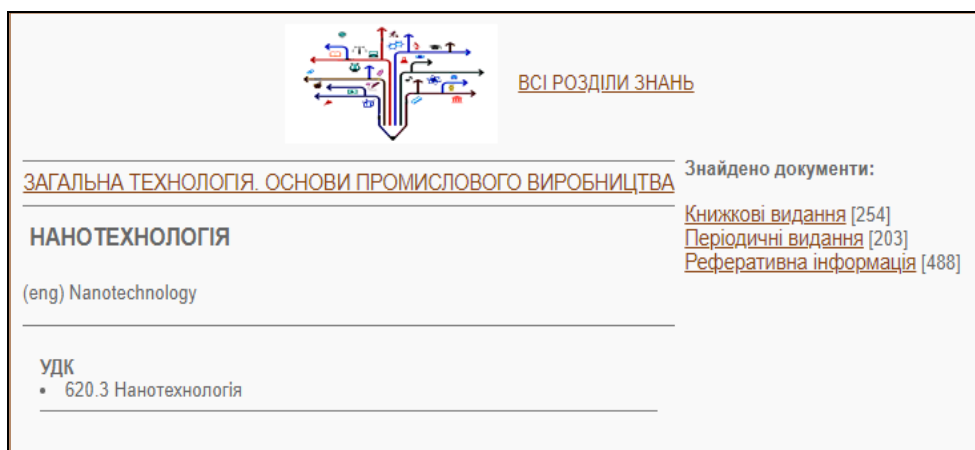 ВСІ РОЗДІЛИ ЗНАНЬ
ЗАГАЛЬНА ТЕХНОЛОГІЯ. ОСНОВИ ПРОМИСЛОВОГО ВИРОБНИЦТВА
НАНОТЕХНОЛОГІЯ
(eng) Nanotechnology
УДК
• 620.3 Нанотехнологія
Знайдено документи:
Книжкові видання [254]
Періодичні видання [203]
Реферативна інформація [488]